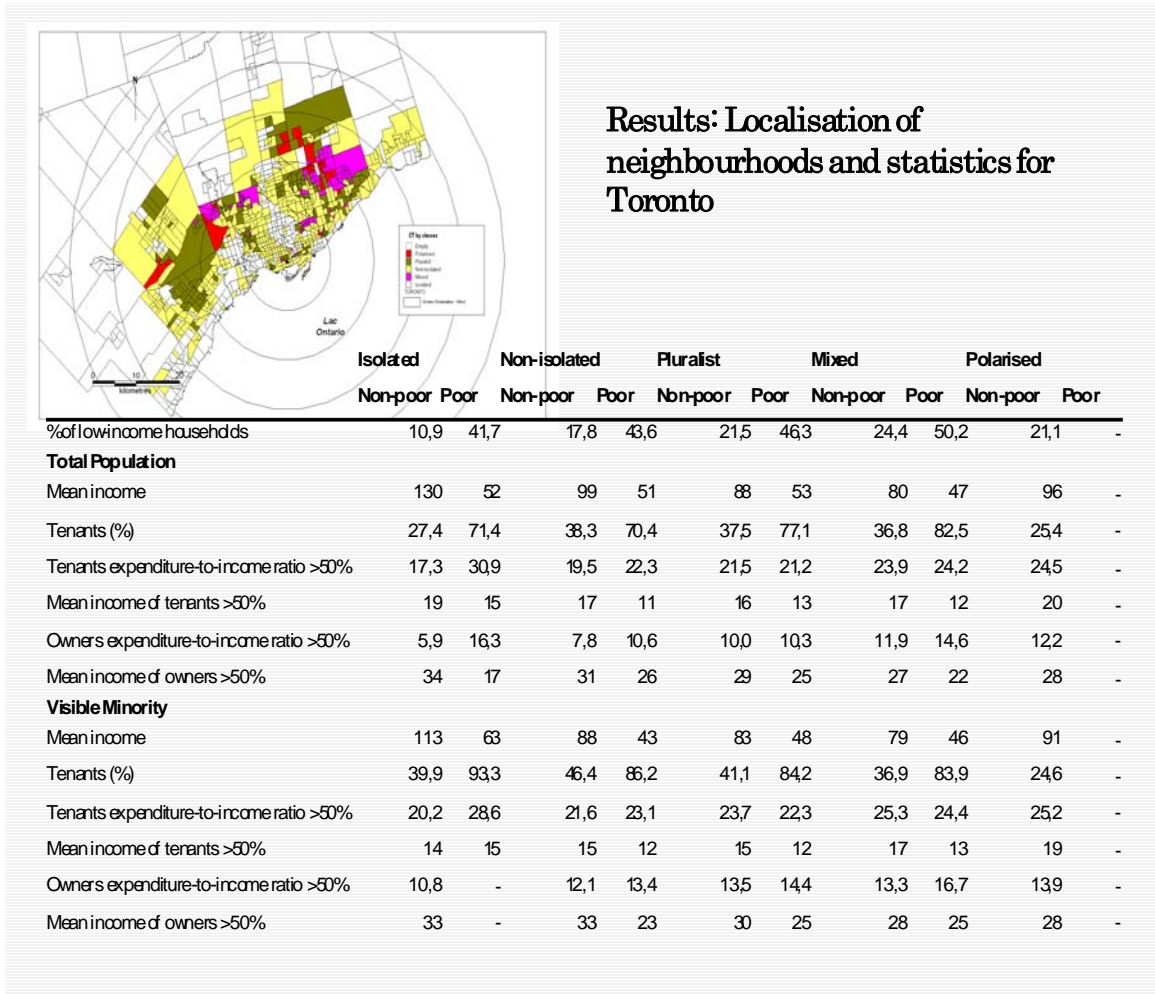 Results: Localisation of
neighbourhoods and statistics for
Toronto
N
CT by classes
Empty
Polarised
Pluralist
Non-isolated
Mixed
Isolated
TORONTO
Lac
Ontario
0 10 20
kilometres
Isolated Non-isolated Pluralist Mixed Polarised
Non-poor Poor Non-poor Poor Non-poor Poor Non-poor Poor Non-poor Poor
% of low income households 10,9 41,7 17,8 43,6 21,5 46,3 24,4 50,2 21,1 -
Total Population
Mean income 130 52 99 51 88 53 80 47 96 -
Tenants (%) 27,4 71,4 38,3 70,4 37,5 77,1 36,8 82,5 25,4 -
Tenants expenditure-to-income ratio >50% 17,3 30,9 19,5 22,3 21,5 21,2 23,9 24,2 24,5 -
Mean income of tenants >50% 19 15 17 11 16 13 17 12 20 -
Owners expenditure-to-income ratio >50% 5,9 16,3 7,8 10,6 10,0 10,3 11,9 14,6 12,2 -
Mean income of owners >50% 34 17 31 26 29 25 27 22 28 -
Visible Minority
Mean income 113 63 88 43 83 48 79 46 91 -
Tenants (%) 39,9 93,3 46,4 86,2 41,1 84,2 36,9 83,9 24,6 -
Tenants expenditure-to-income ratio >50% 20,2 28,6 21,6 23,1 23,7 22,3 25,3 24,4 25,2 -
Mean income of tenants >50% 14 15 15 12 15 12 17 13 19 -
Owners expenditure-to-income ratio >50% 10,8 - 12,1 13,4 13,5 14,4 13,3 16,7 13,9 -
Mean income of owners >50% 33 - 33 23 30 25 28 25 28 -